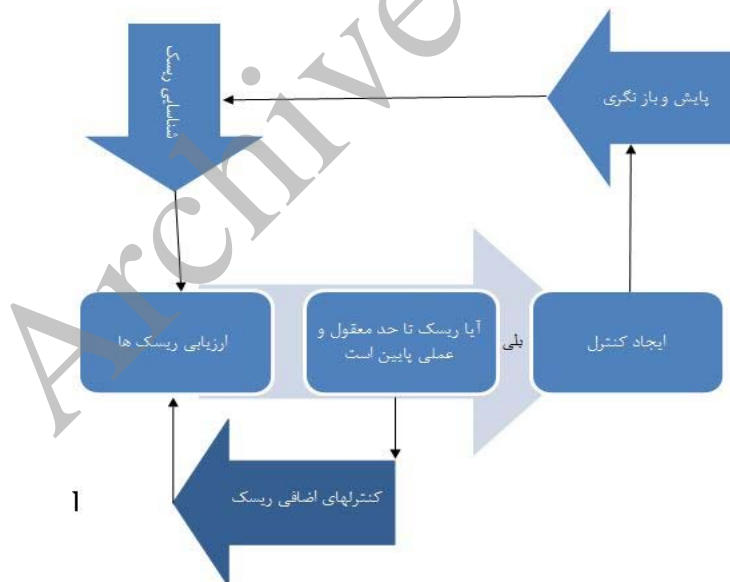 شناسایی ریسک
پایش و باز نگری
ارزیابی ریسک ها
آیا ریسک تا حد معقول و
عملی پایین است
بلی
ایجاد کنترل
کنترلهای اضافی ریسک
1
Archive